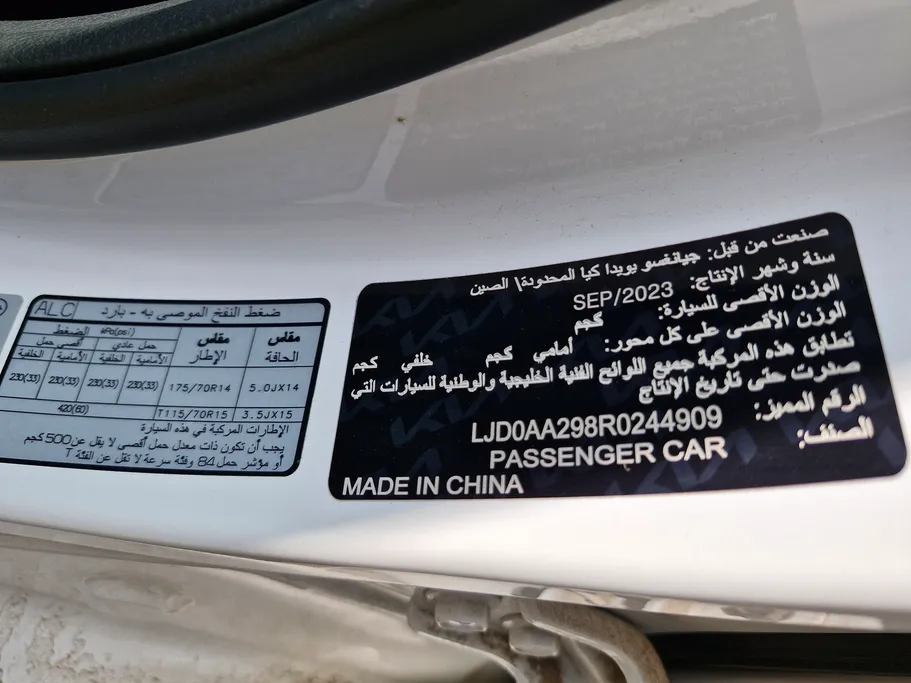 صنعت من قبل: جيانغسو يويدا كيا المحدودة\ الصين
سنة وشهر الإنتاج: SEP/2023
الوزن الأقصى للسيارة: كجم
الوزن الأقصى على كل محور: أمامي كجم خلفي كجم
تطابق هذه المركبة جميع اللوائح الفنية الخليجية والوطنية للسيارات التي
صدرت حتى تاريخ الإنتاج
الرقم المميز: LJD0AA298R0244909
الصنف: PASSENGER CAR
MADE IN CHINA
ضغط النفخ الموصى به - بارد ALC
مقاس الحافة
مقاس الإطار
الضغط kPa(psi)
حمل عادي
أقصى حمل
الأمامية الخلفية الأمامية الخلفية
5.0JX14 175/70R14 230(33) 230(33) 230(33) 230(33)
3.5JX15 T115/70R15 420(60)
الإطارات المركبة في هذه السيارة
يجب أن تكون ذات معدل حمل أقصى لا يقل عن 500 كجم
أو مؤشر حمل 84 وفئة سرعة لا تقل عن الفئة T